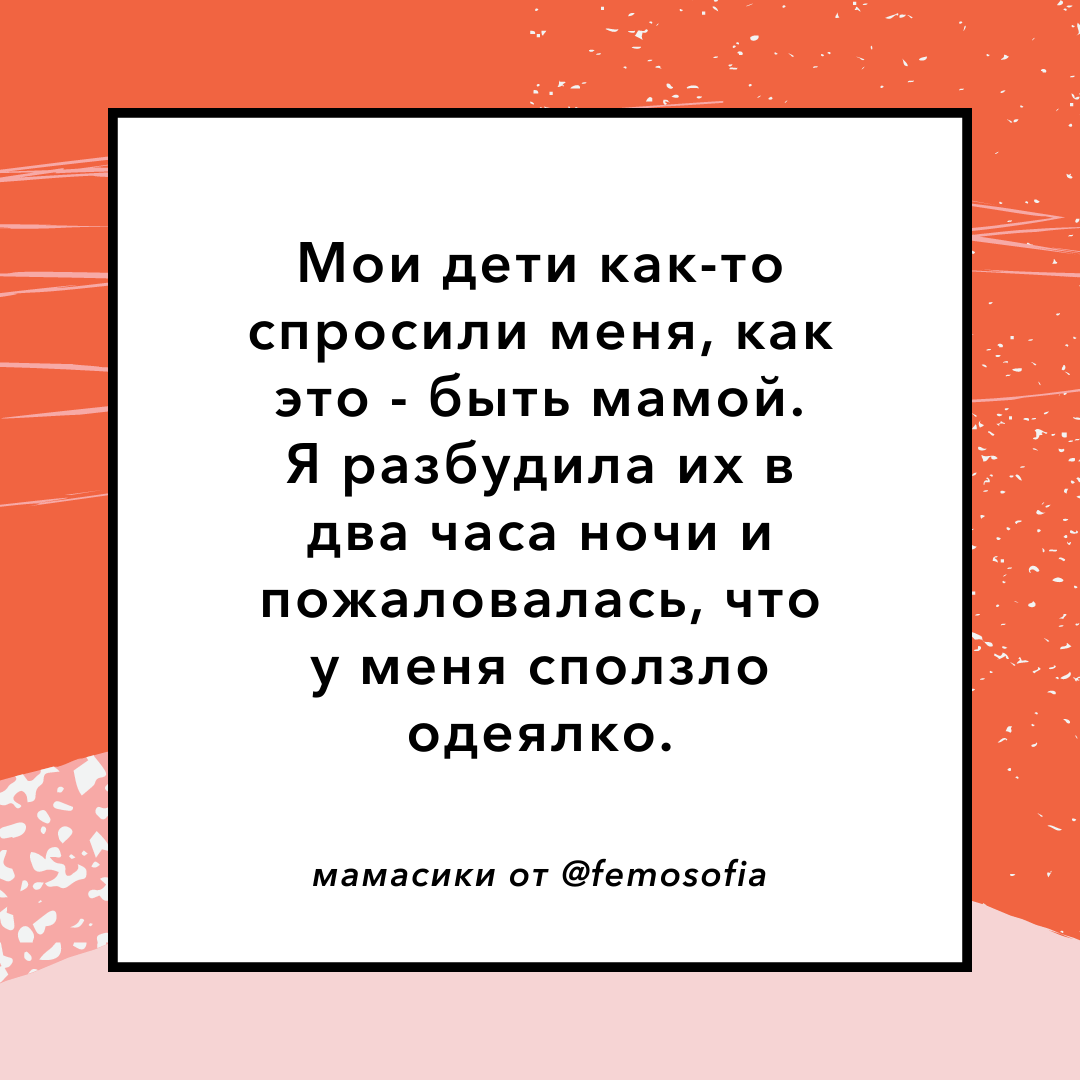 Мои дети как-то
спросили меня, как
это - быть мамой.
Я разбудила их в
два часа ночи и
пожаловалась, что
у меня сползло
одеялко.
мамасики от @femosofia